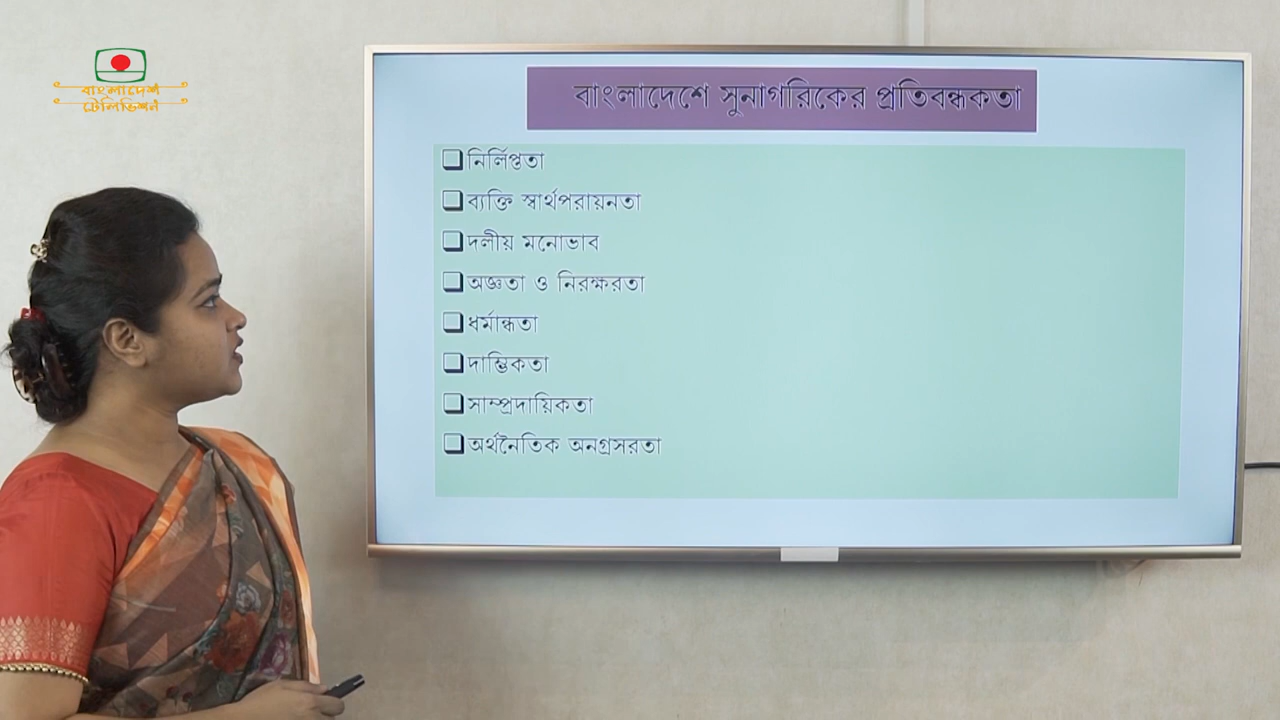 বাংলাদেশ
টেলিভিশন
বাংলাদেশে সুনাগরিকের প্রতিবন্ধকতা
নির্লিপ্ততা
ব্যক্তি স্বার্থপরায়নতা
দলীয় মনোভাব
অজ্ঞতা ও নিরক্ষরতা
ধর্মান্ধতা
দাম্ভিকতা
সাম্প্রদায়িকতা
অর্থনৈতিক অনগ্রসরতা